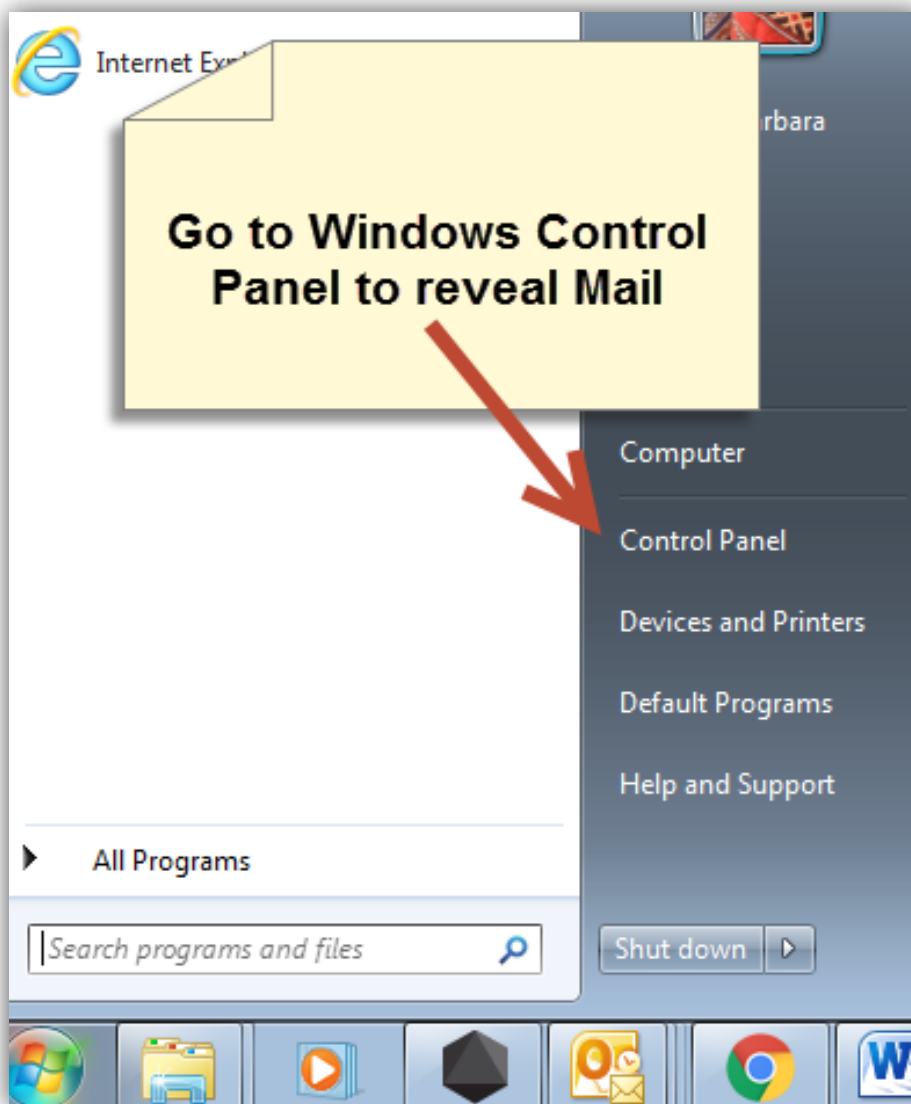 Internet
rbara
Go to Windows Control
Panel to reveal Mail
Computer
Control Panel
Devices and Printers
Default Programs
Help and Support
All Programs
Search programs and files
Shut down
W